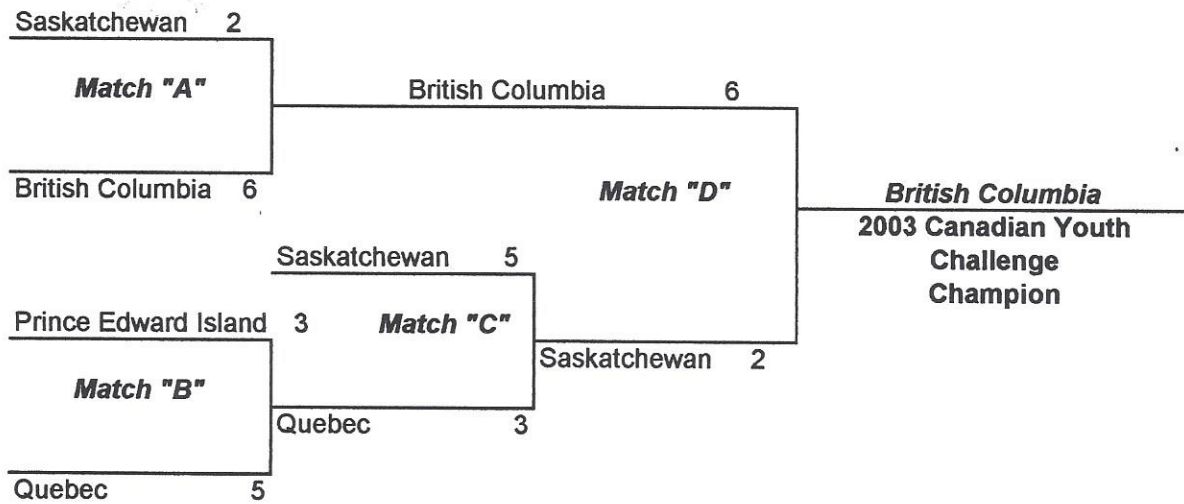 Saskatchewan 2
Match "A"
British Columbia 6
British Columbia 6
Match "D"
British Columbia
2003 Canadian Youth
Challenge
Champion
Saskatchewan 5
Prince Edward Island 3
Match "C"
Saskatchewan 2
Match "B"
Quebec 3
Quebec 5